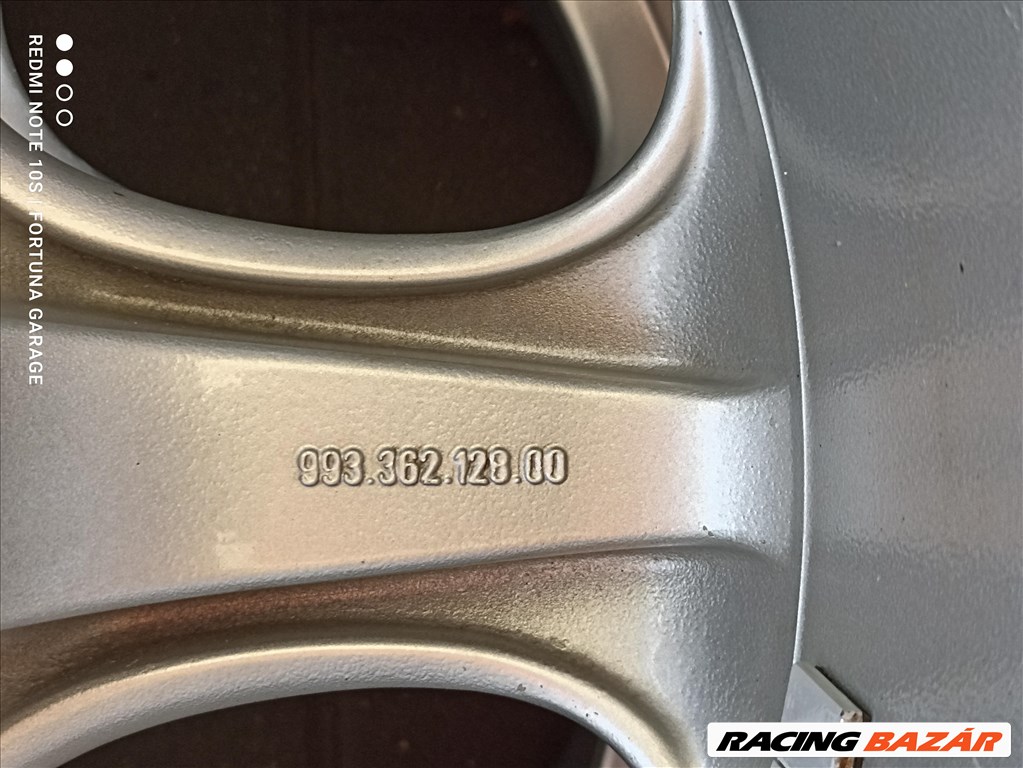 REDMI NOTE 10S | FORTUNA GARAGE
993.362.128.00
RACING BAZÁR